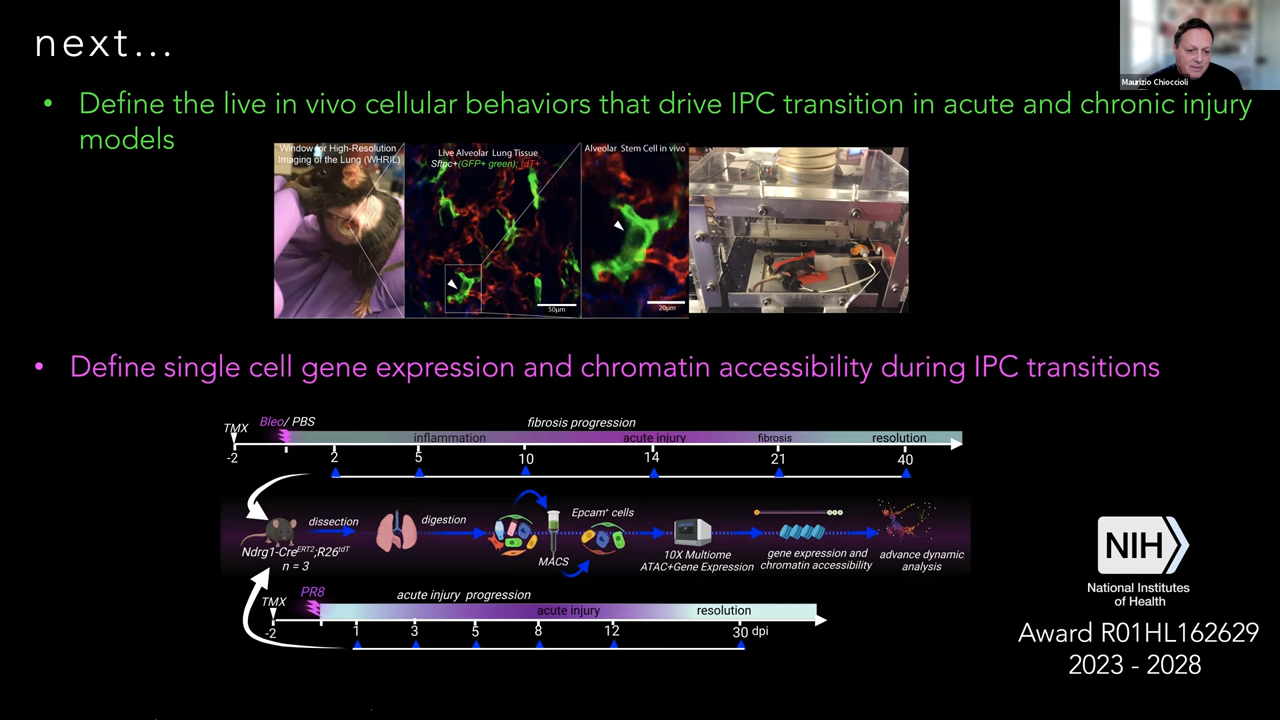 next...
Maurizio Chioccioli
• Define the live in vivo cellular behaviors that drive IPC transition in acute and chronic injury
models
Window for High-Resolution
Imaging of the Lung (WHRIL)
Live Alveolar Lung Tissue
Sftpc+(GFP+ green); tdT+
50μm
Alveolar Stem Cell in vivo
20μm
• Define single cell gene expression and chromatin accessibility during IPC transitions
TMX
Bleo/ PBS
fibrosis progression
inflammation acute injury fibrosis resolution
-2 2 5 10 14 21 40
dissection
digestion
Epcam⁺ cells
Ndrg1-CreERT2;R26tdT
n = 3
MACS
10X Multiome
ATAC+Gene Expression
gene expression and
chromatin accessibility
advance dynamic
analysis
TMX
PR8
acute injury progression
acute injury resolution
-2 1 3 5 8 12 30 dpi
NIH
National Institutes
of Health
Award R01HL162629
2023 - 2028